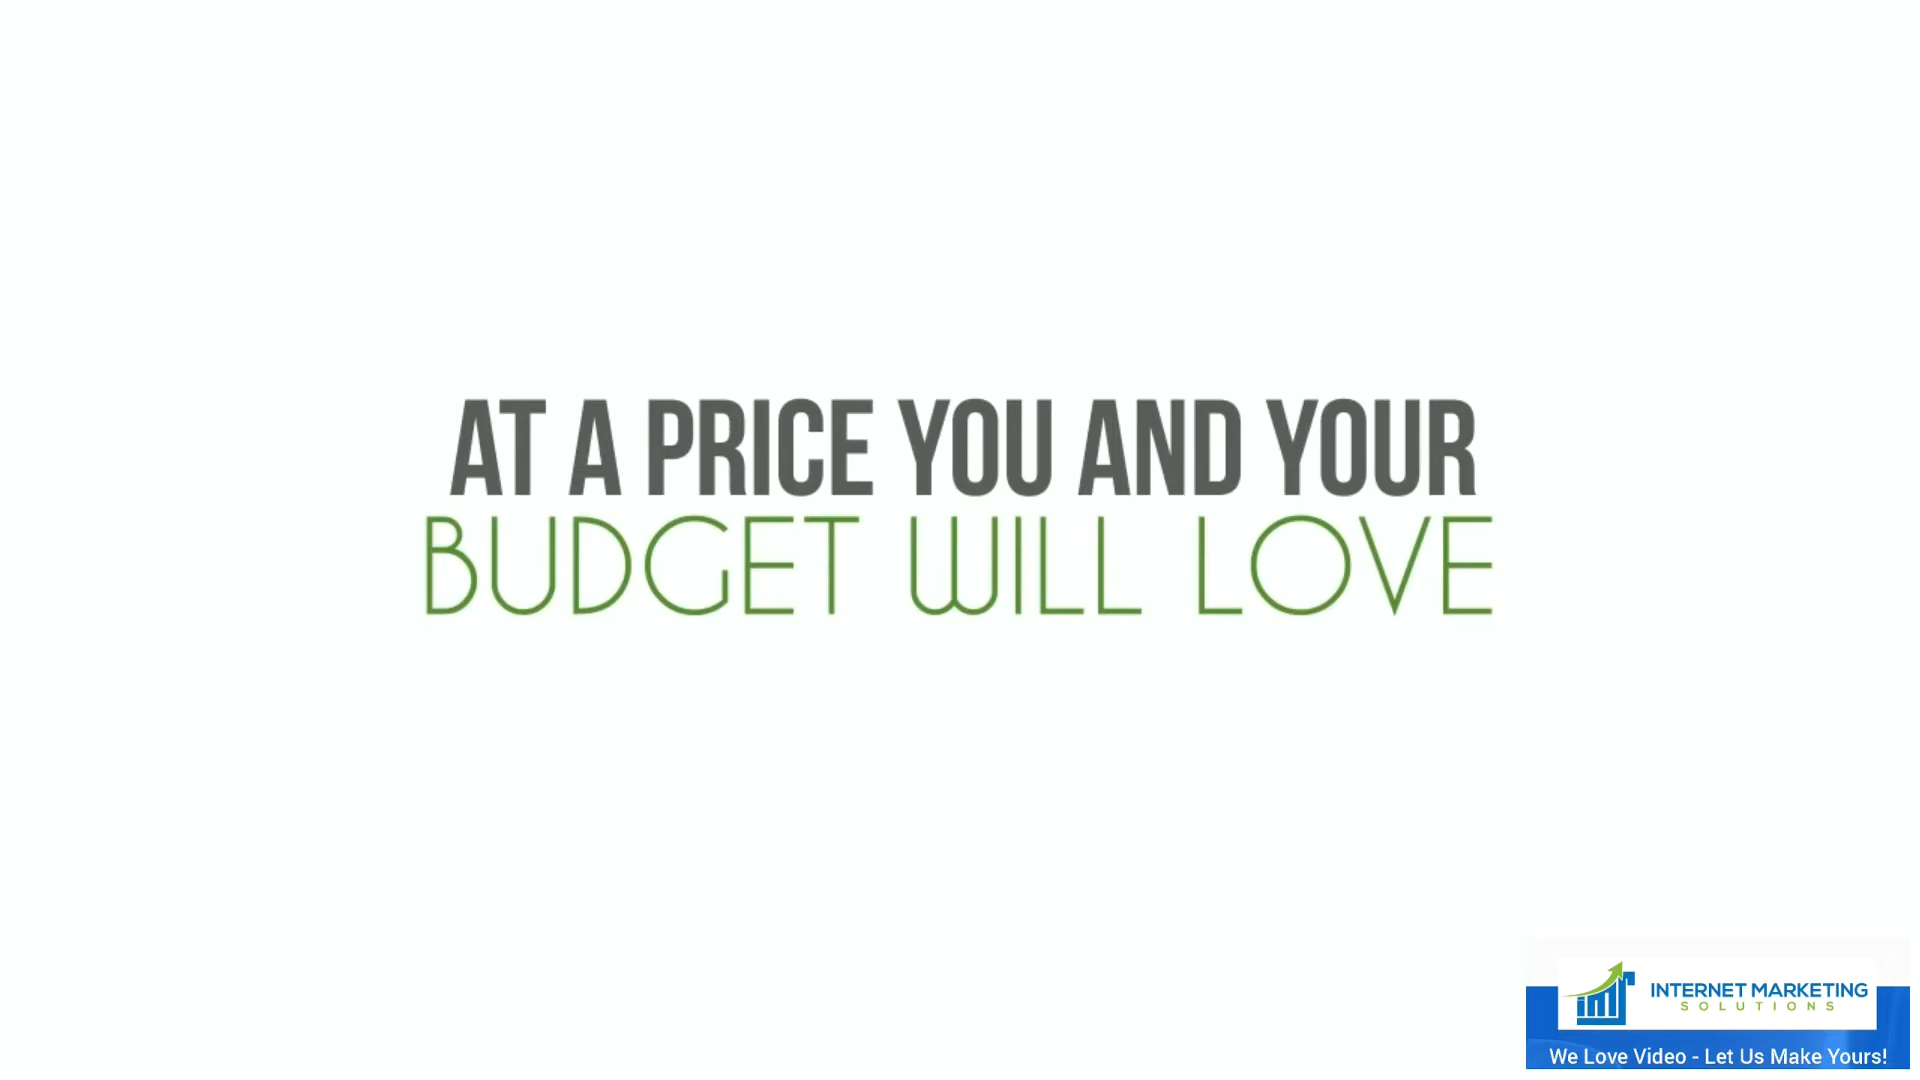 AT A PRICE YOU AND YOUR
BUDGET WILL LOVE
INTERNET MARKETING
SOLUTIONS
We Love Video - Let Us Make Yours!